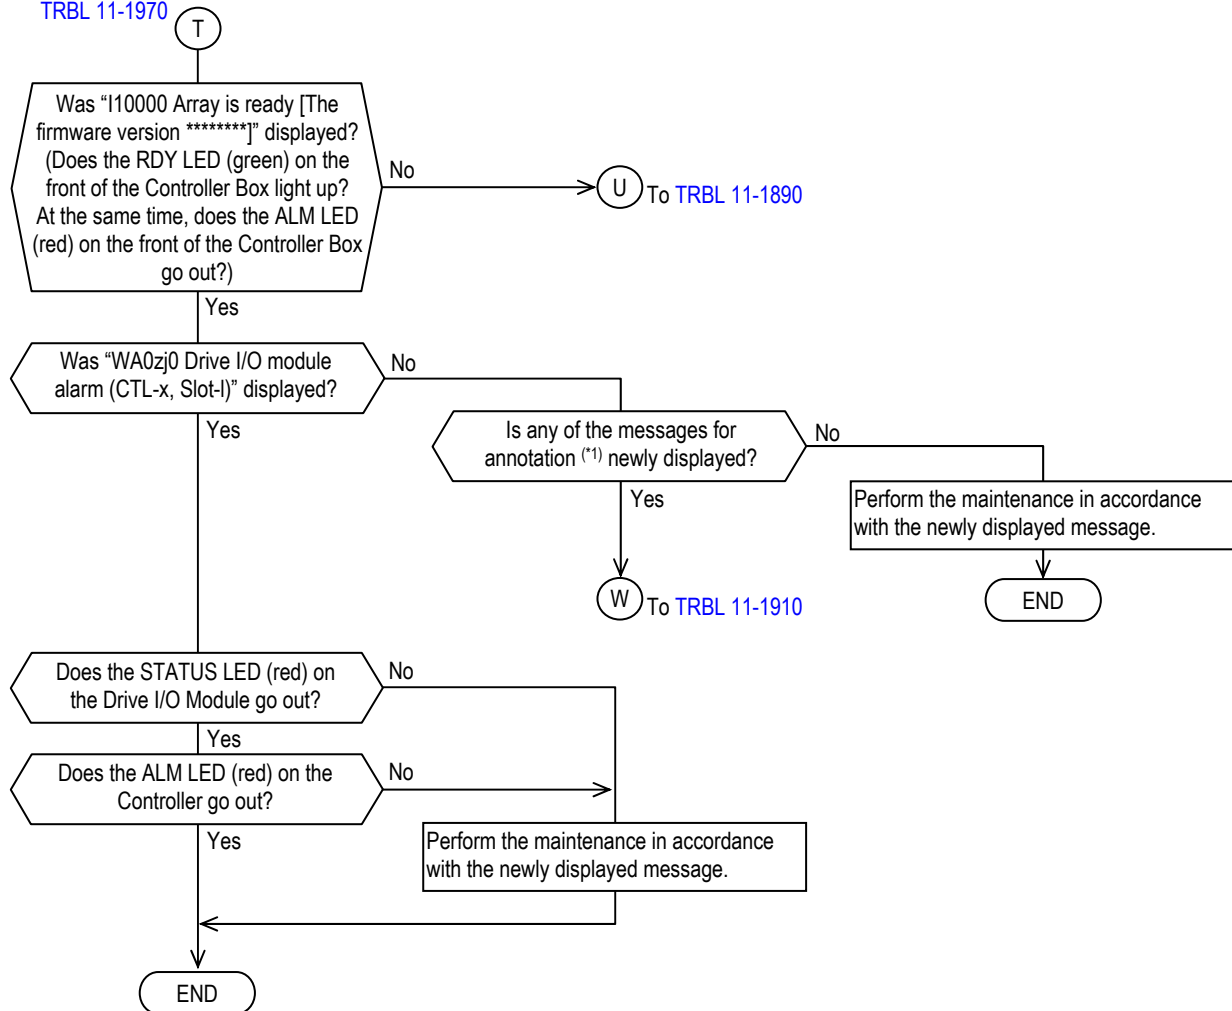 TRBL 11-1970
T
Was “I10000 Array is ready [The
firmware version ********]” displayed?
(Does the RDY LED (green) on the
front of the Controller Box light up?
At the same time, does the ALM LED
(red) on the front of the Controller Box
go out?)
No
U
To TRBL 11-1890
Yes
Was “WA0zj0 Drive I/O module
alarm (CTL-x, Slot-l)” displayed?
No
Yes
Is any of the messages for
annotation (*1) newly displayed?
No
Yes
Perform the maintenance in accordance
with the newly displayed message.
W
To TRBL 11-1910
END
Does the STATUS LED (red) on
the Drive I/O Module go out?
No
Yes
Does the ALM LED (red) on the
Controller go out?
No
Yes
Perform the maintenance in accordance
with the newly displayed message.
END